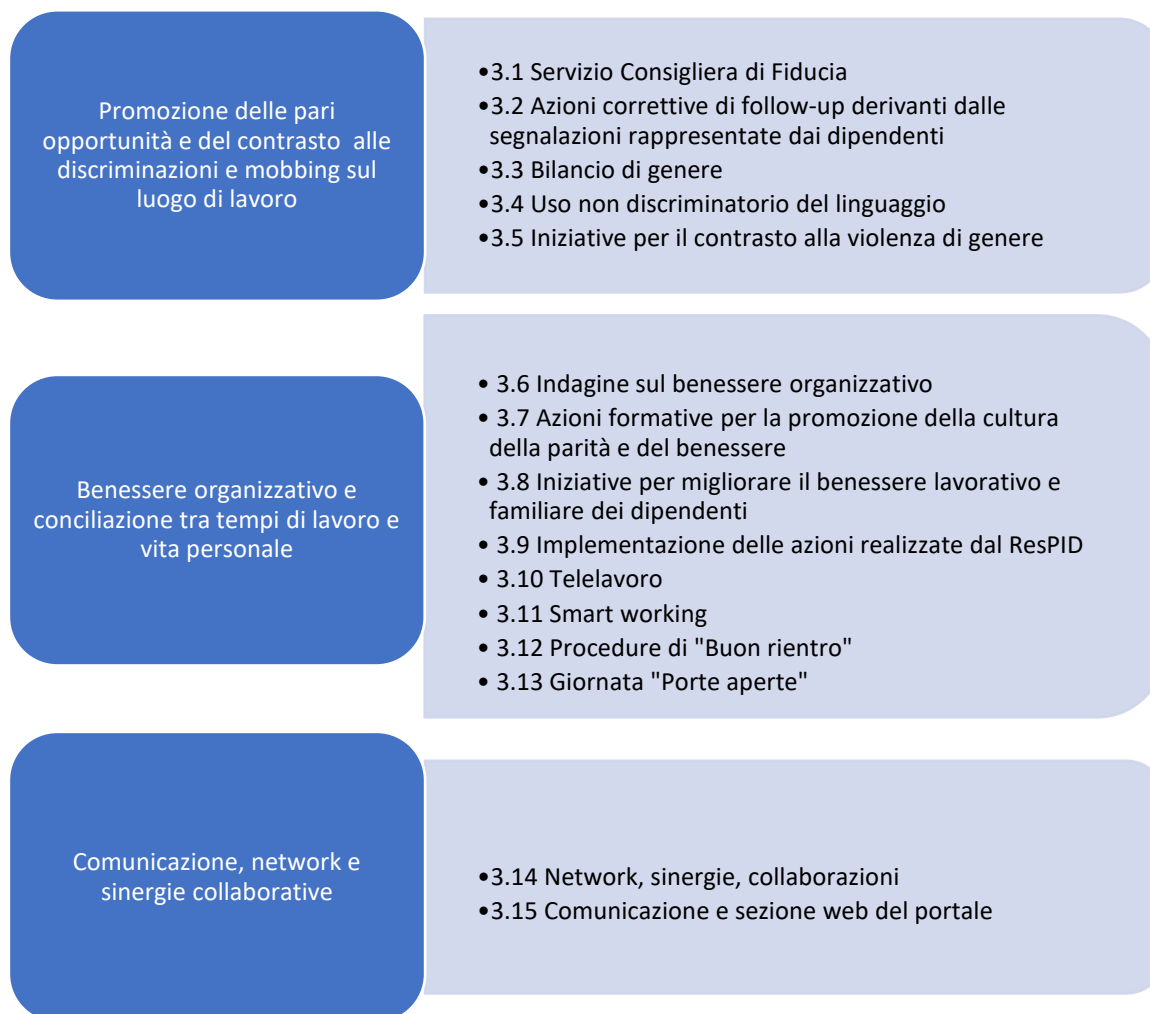 Promozione delle pari
opportunità e del contrasto alle
discriminazioni e mobbing sul
luogo di lavoro
•3.1 Servizio Consigliera di Fiducia
•3.2 Azioni correttive di follow-up derivanti dalle
segnalazioni rappresentate dai dipendenti
•3.3 Bilancio di genere
•3.4 Uso non discriminatorio del linguaggio
•3.5 Iniziative per il contrasto alla violenza di genere
Benessere organizzativo e
conciliazione tra tempi di lavoro e
vita personale
• 3.6 Indagine sul benessere organizzativo
• 3.7 Azioni formative per la promozione della cultura
della parità e del benessere
• 3.8 Iniziative per migliorare il benessere lavorativo e
familiare dei dipendenti
• 3.9 Implementazione delle azioni realizzate dal ResPID
• 3.10 Telelavoro
• 3.11 Smart working
• 3.12 Procedure di "Buon rientro"
• 3.13 Giornata "Porte aperte"
Comunicazione, network e
sinergie collaborative
•3.14 Network, sinergie, collaborazioni
•3.15 Comunicazione e sezione web del portale